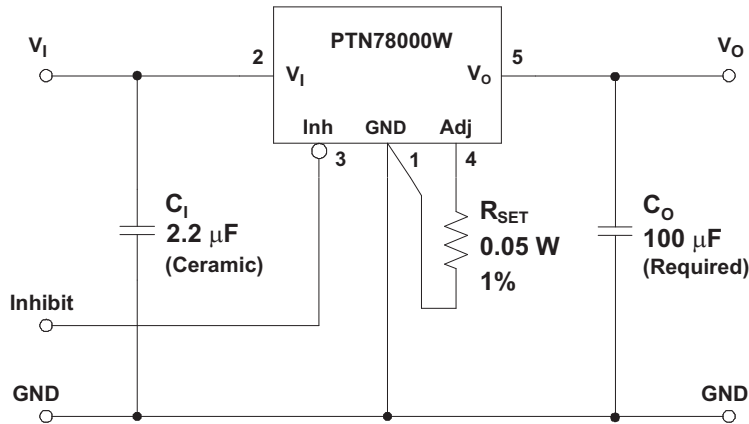 PTN78000W
V_I
2
V_I
V_O
5
V_O
Inh
GND
Adj
3
1
4
C_I
2.2 μF
(Ceramic)
R_SET
0.05 W
1%
C_O
100 μF
(Required)
Inhibit
GND
GND